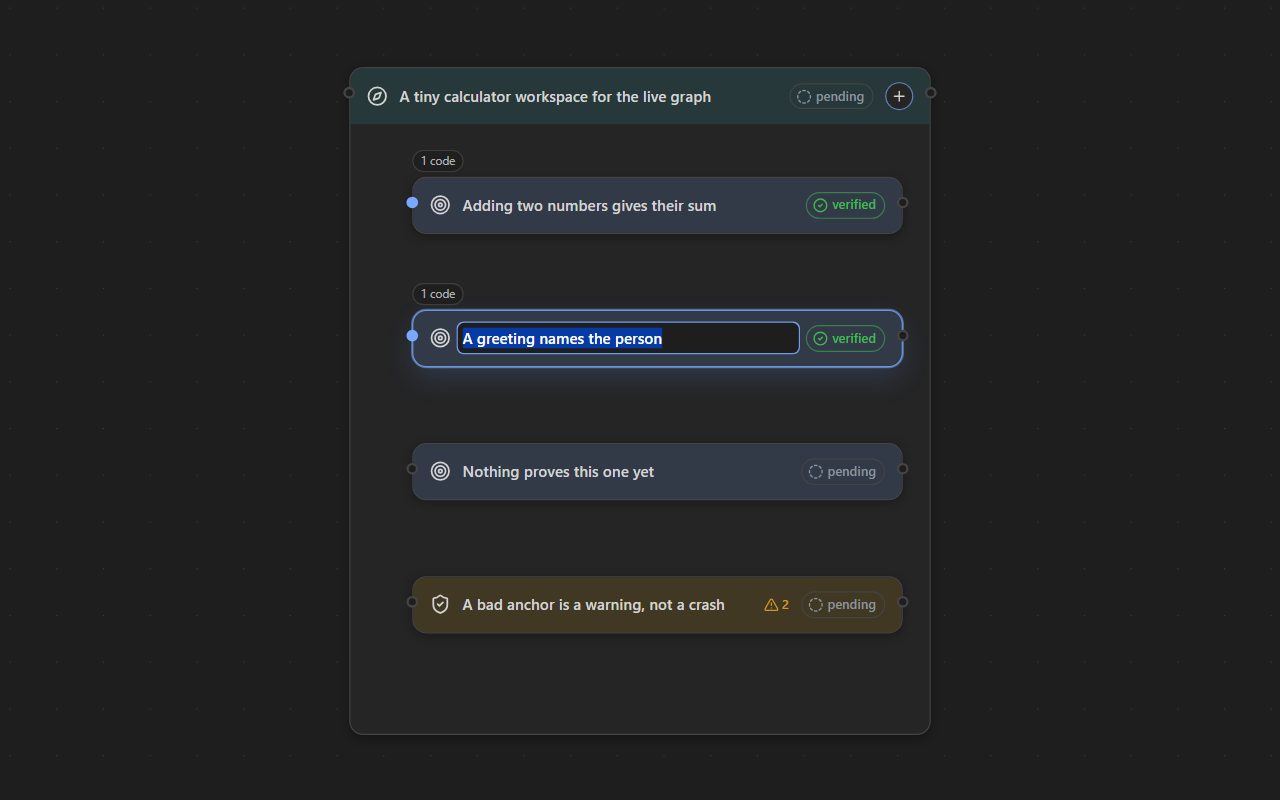 A tiny calculator workspace for the live graph pending
1 code
Adding two numbers gives their sum verified
1 code
A greeting names the person verified
Nothing proves this one yet pending
A bad anchor is a warning, not a crash 2 pending